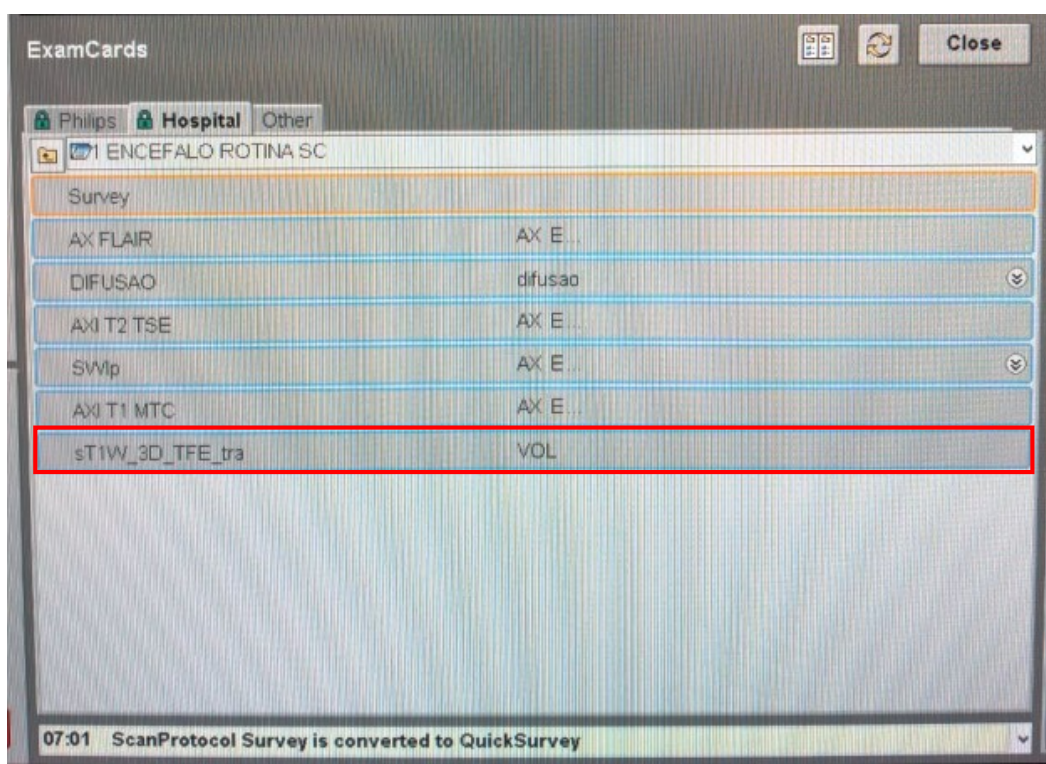 ExamCards
Close
Philips Hospital Other
1 ENCEFALO ROTINA SC
Survey
AX FLAIR AX E...
DIFUSAO difusao
AXI T2 TSE AX E...
SWIp AX E...
AXI T1 MTC AX E...
sT1W_3D_TFE_tra VOL
07:01 ScanProtocol Survey is converted to QuickSurvey